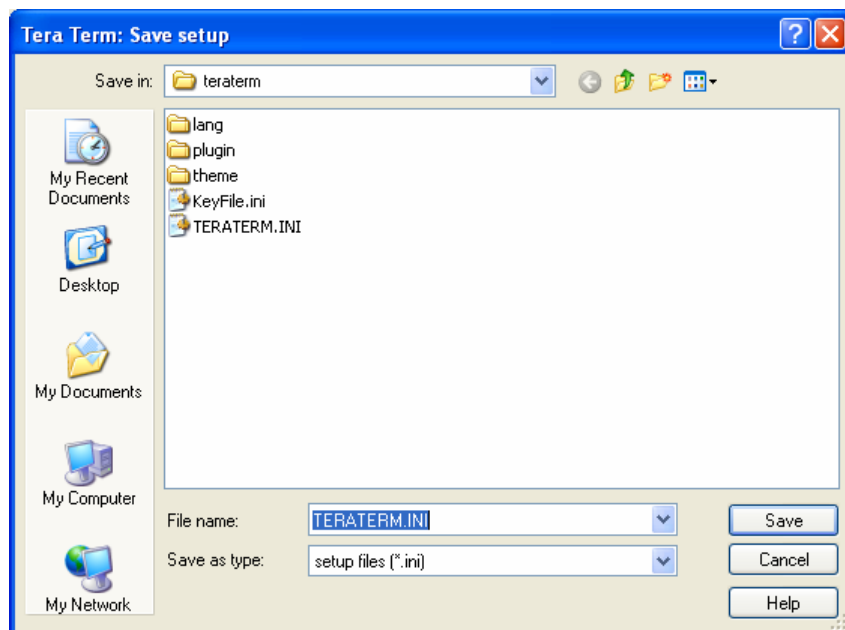 Tera Term: Save setup
Save in:
teraterm
My Recent
Documents
Desktop
My Documents
My Computer
My Network
lang
plugin
theme
KeyFile.ini
TERATERM.INI
File name:
TERATERM.INI
Save
Save as type:
setup files (*.ini)
Cancel
Help